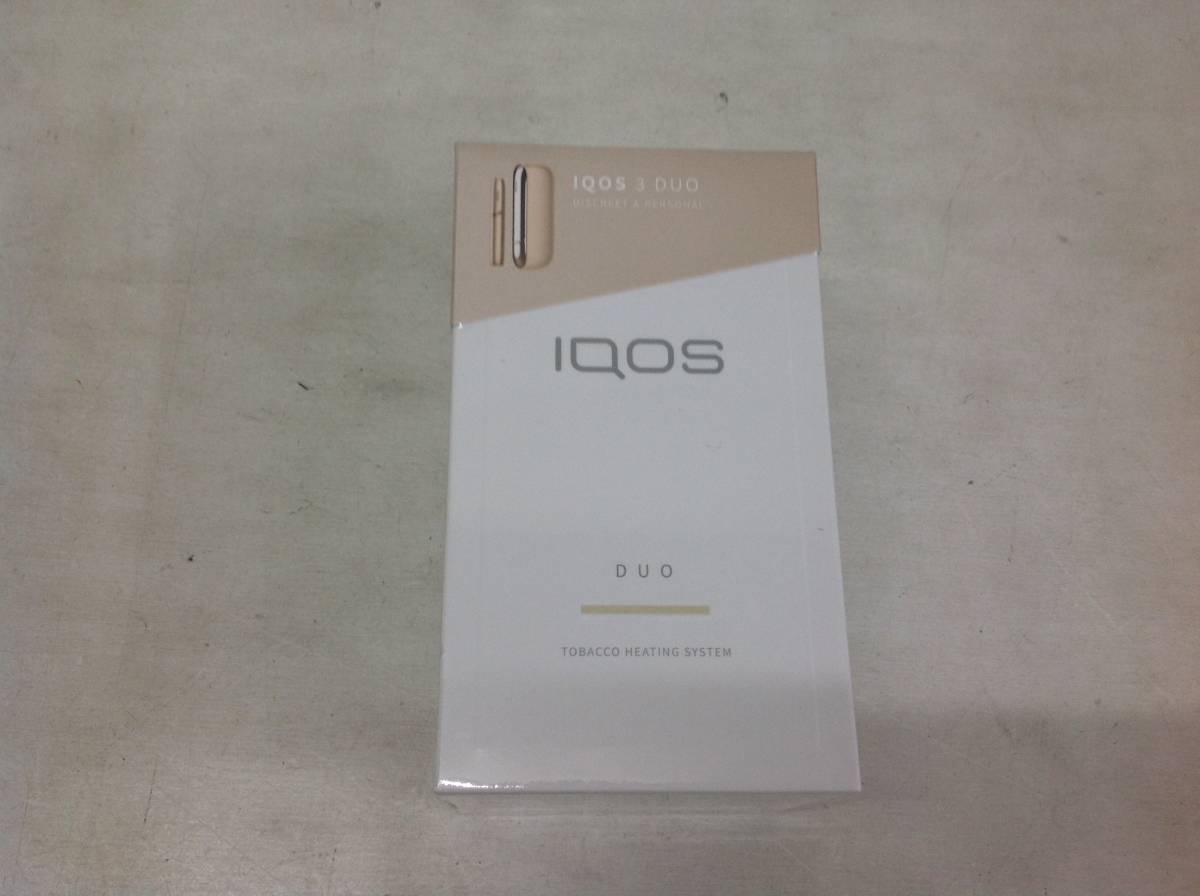 IQOS 3 DUO
DISCREET & PERSONAL
IQOS
DUO
TOBACCO HEATING SYSTEM